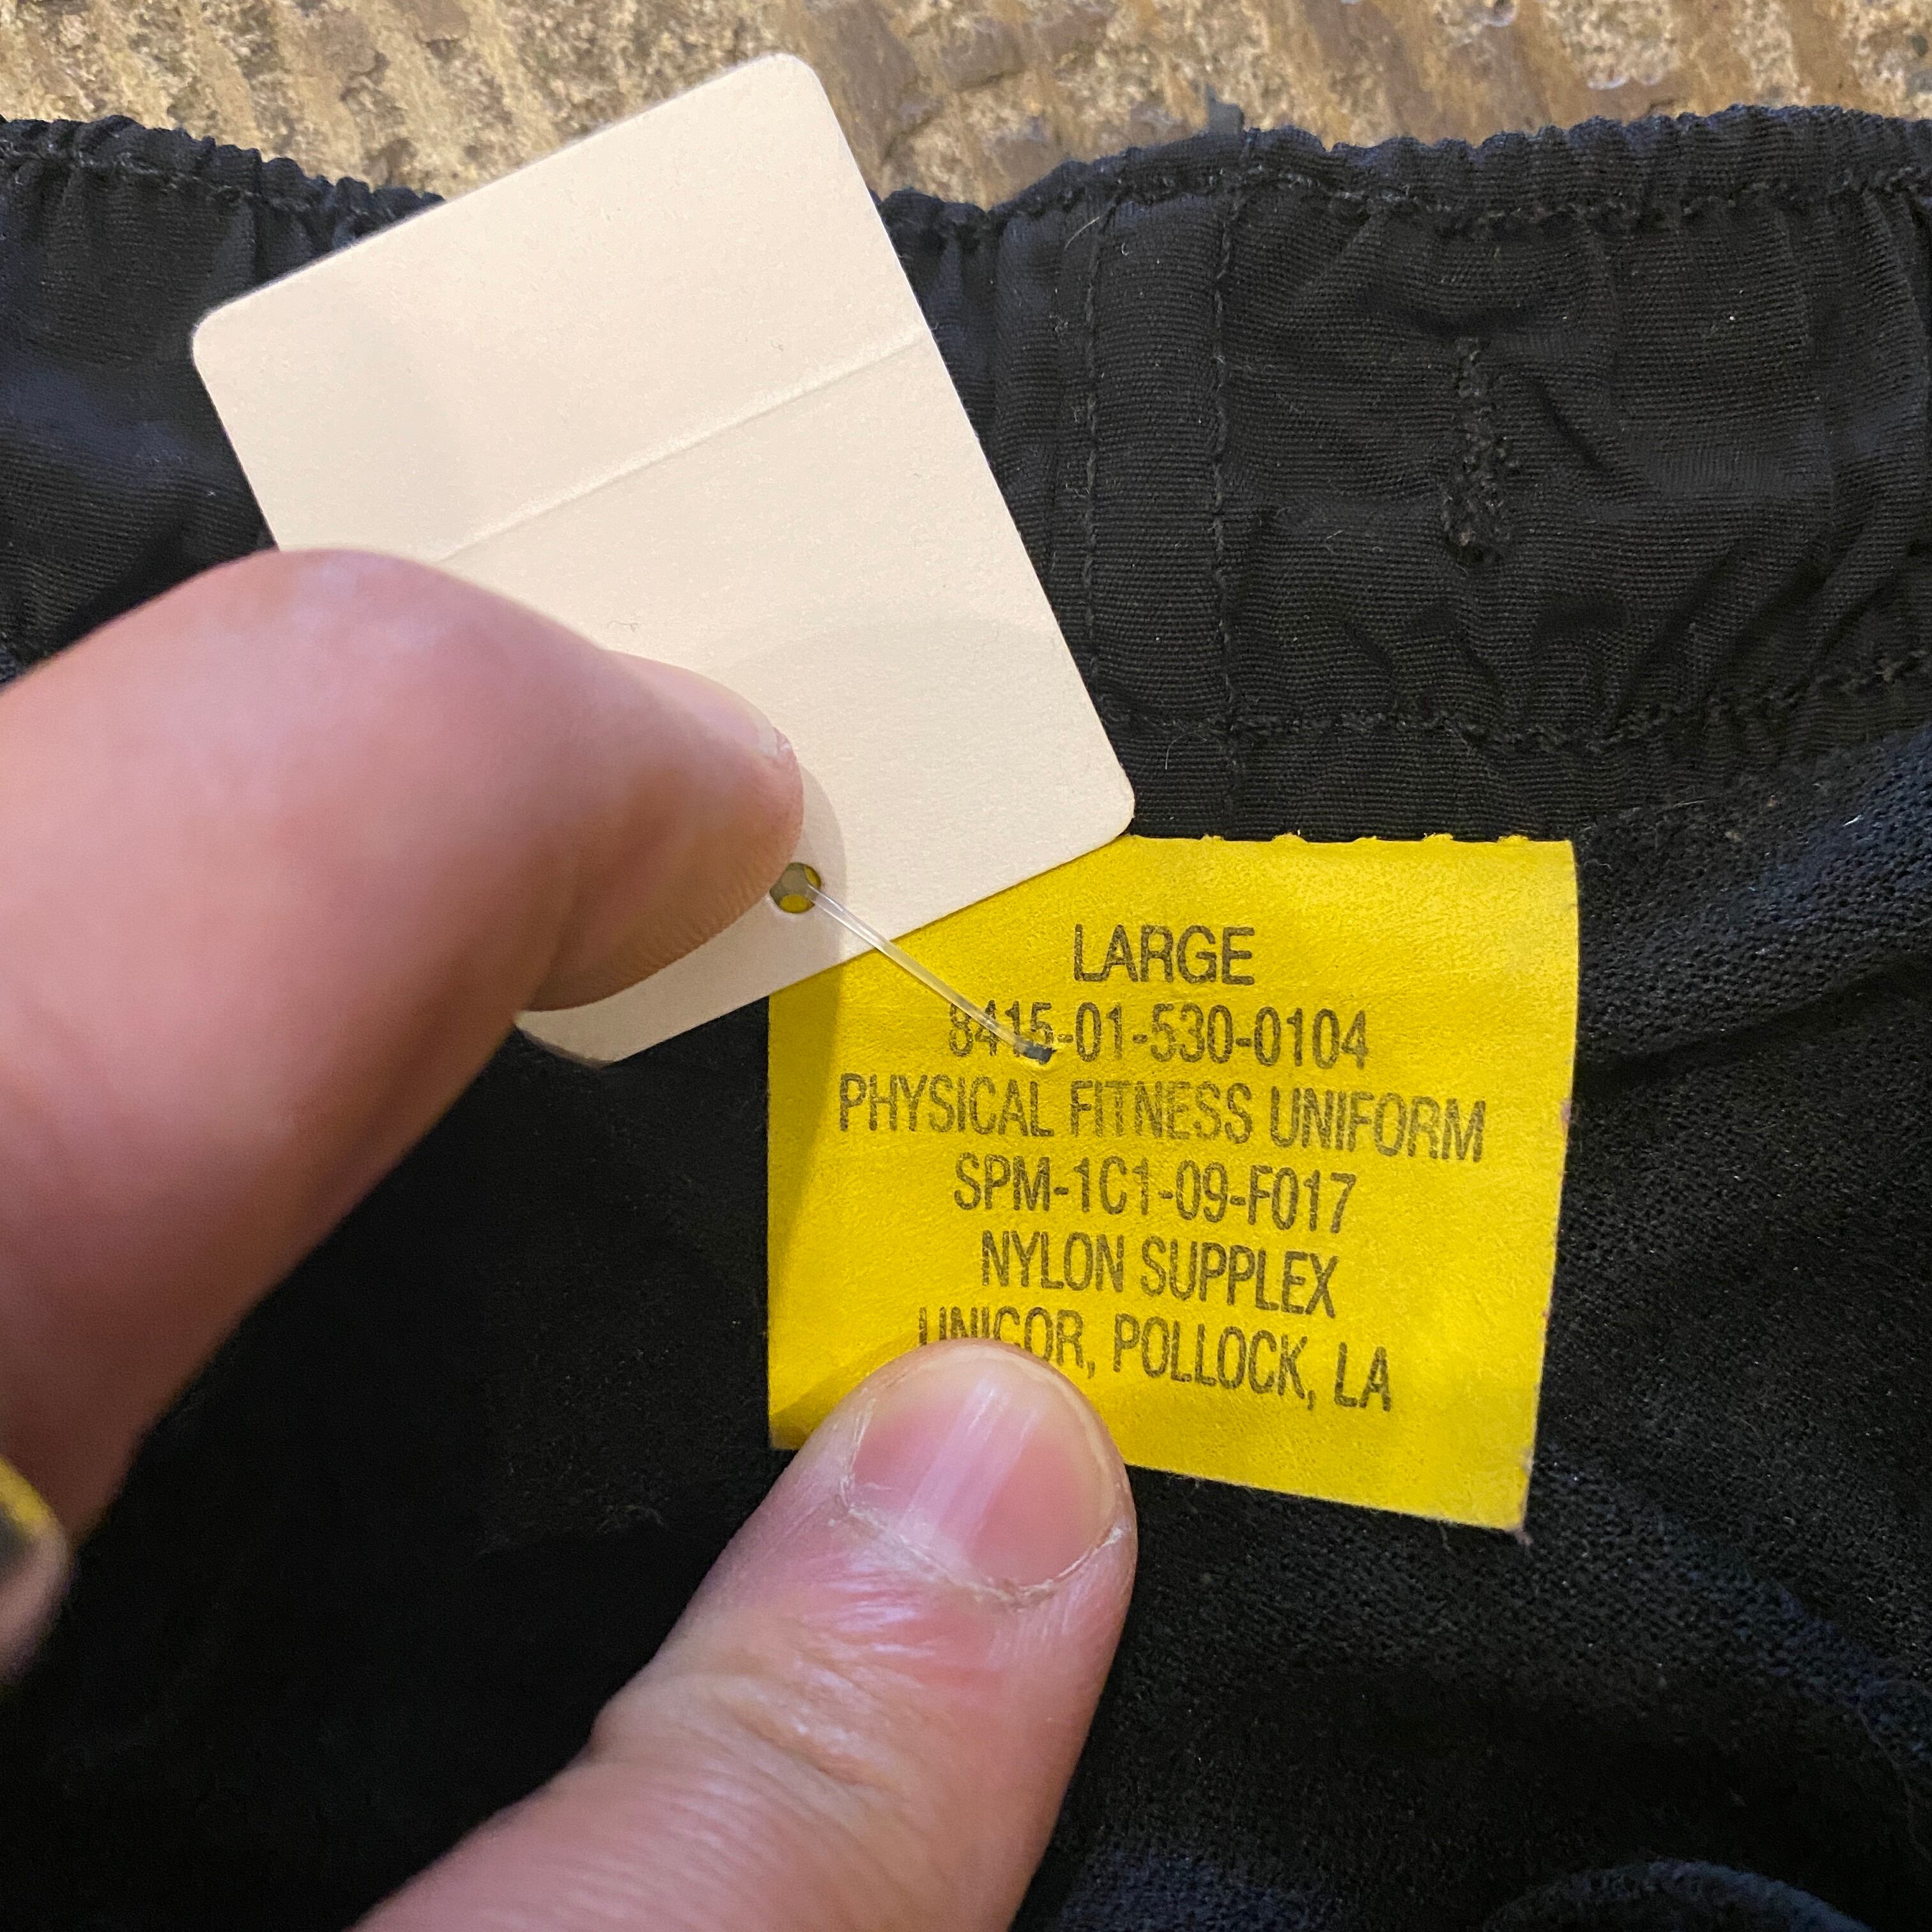 LARGE
8415-01-530-0104
PHYSICAL FITNESS UNIFORM
SPM-1C1-09-F017
NYLON SUPPLEX
UNICOR, POLLOCK, LA